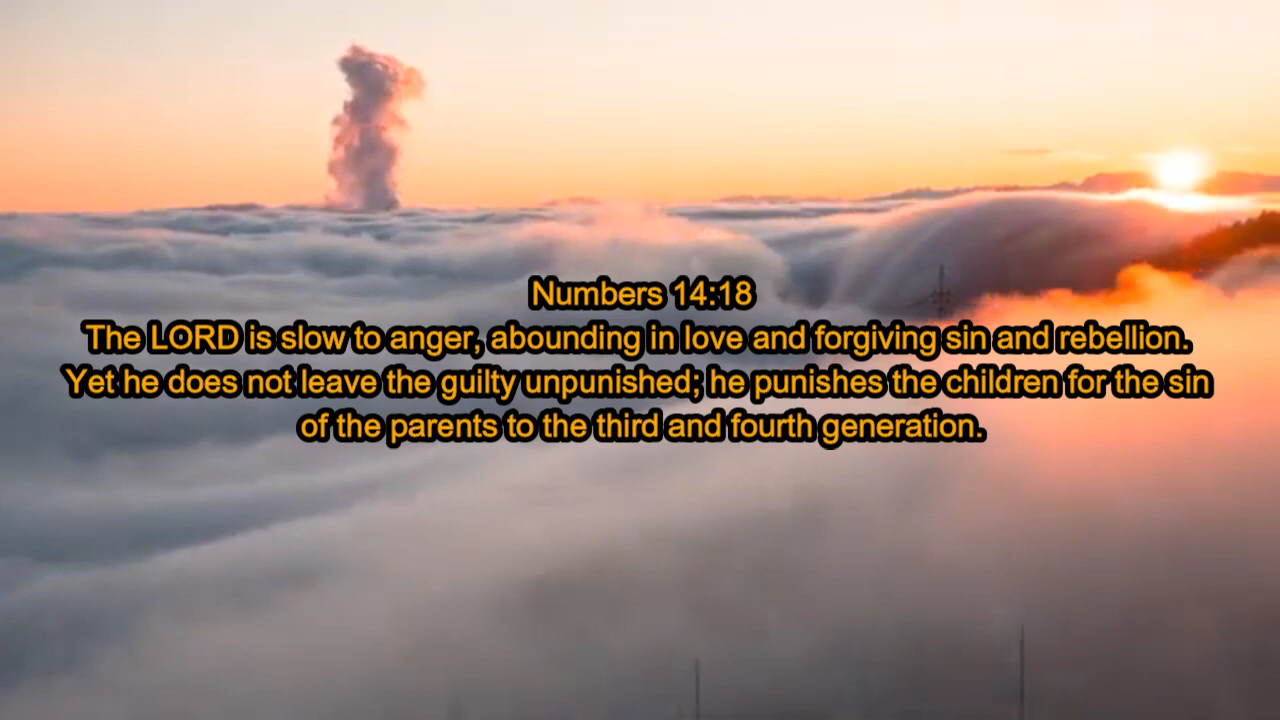 Numbers 14:18
The LORD is slow to anger, abounding in love and forgiving sin and rebellion.
Yet he does not leave the guilty unpunished; he punishes the children for the sin
of the parents to the third and fourth generation.